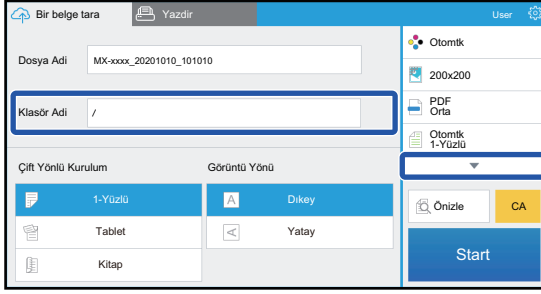 Bir belge tara
Yazdir
User
Dosya Adi
MX-xxxx_20201010_101010
Klasör Adi
/
Çift Yönlü Kurulum
1-Yüzlü
Tablet
Kitap
Görüntü Yönü
A Dıkey
A Yatay
Otomtk
200x200
PDF
Orta
Otomtk
1-Yüzlü
Önizle
CA
Start